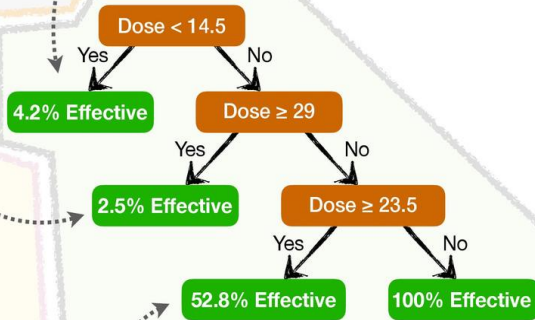 Dose < 14.5
Yes
No
4.2% Effective
Dose ≥ 29
Yes
No
2.5% Effective
Dose ≥ 23.5
Yes
No
52.8% Effective
100% Effective